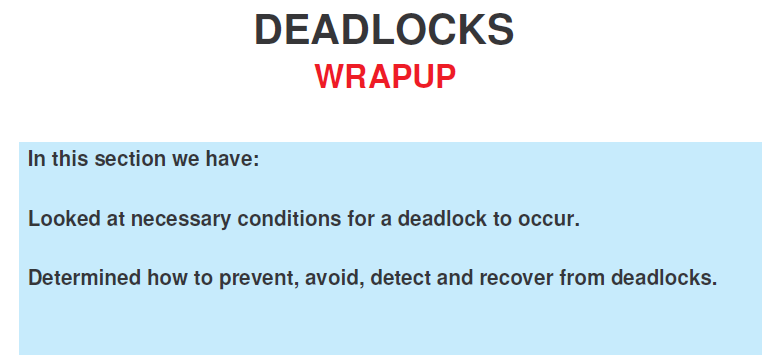 DEADLOCKS
WRAPUP
In this section we have:
Looked at necessary conditions for a deadlock to occur.
Determined how to prevent, avoid, detect and recover from deadlocks.